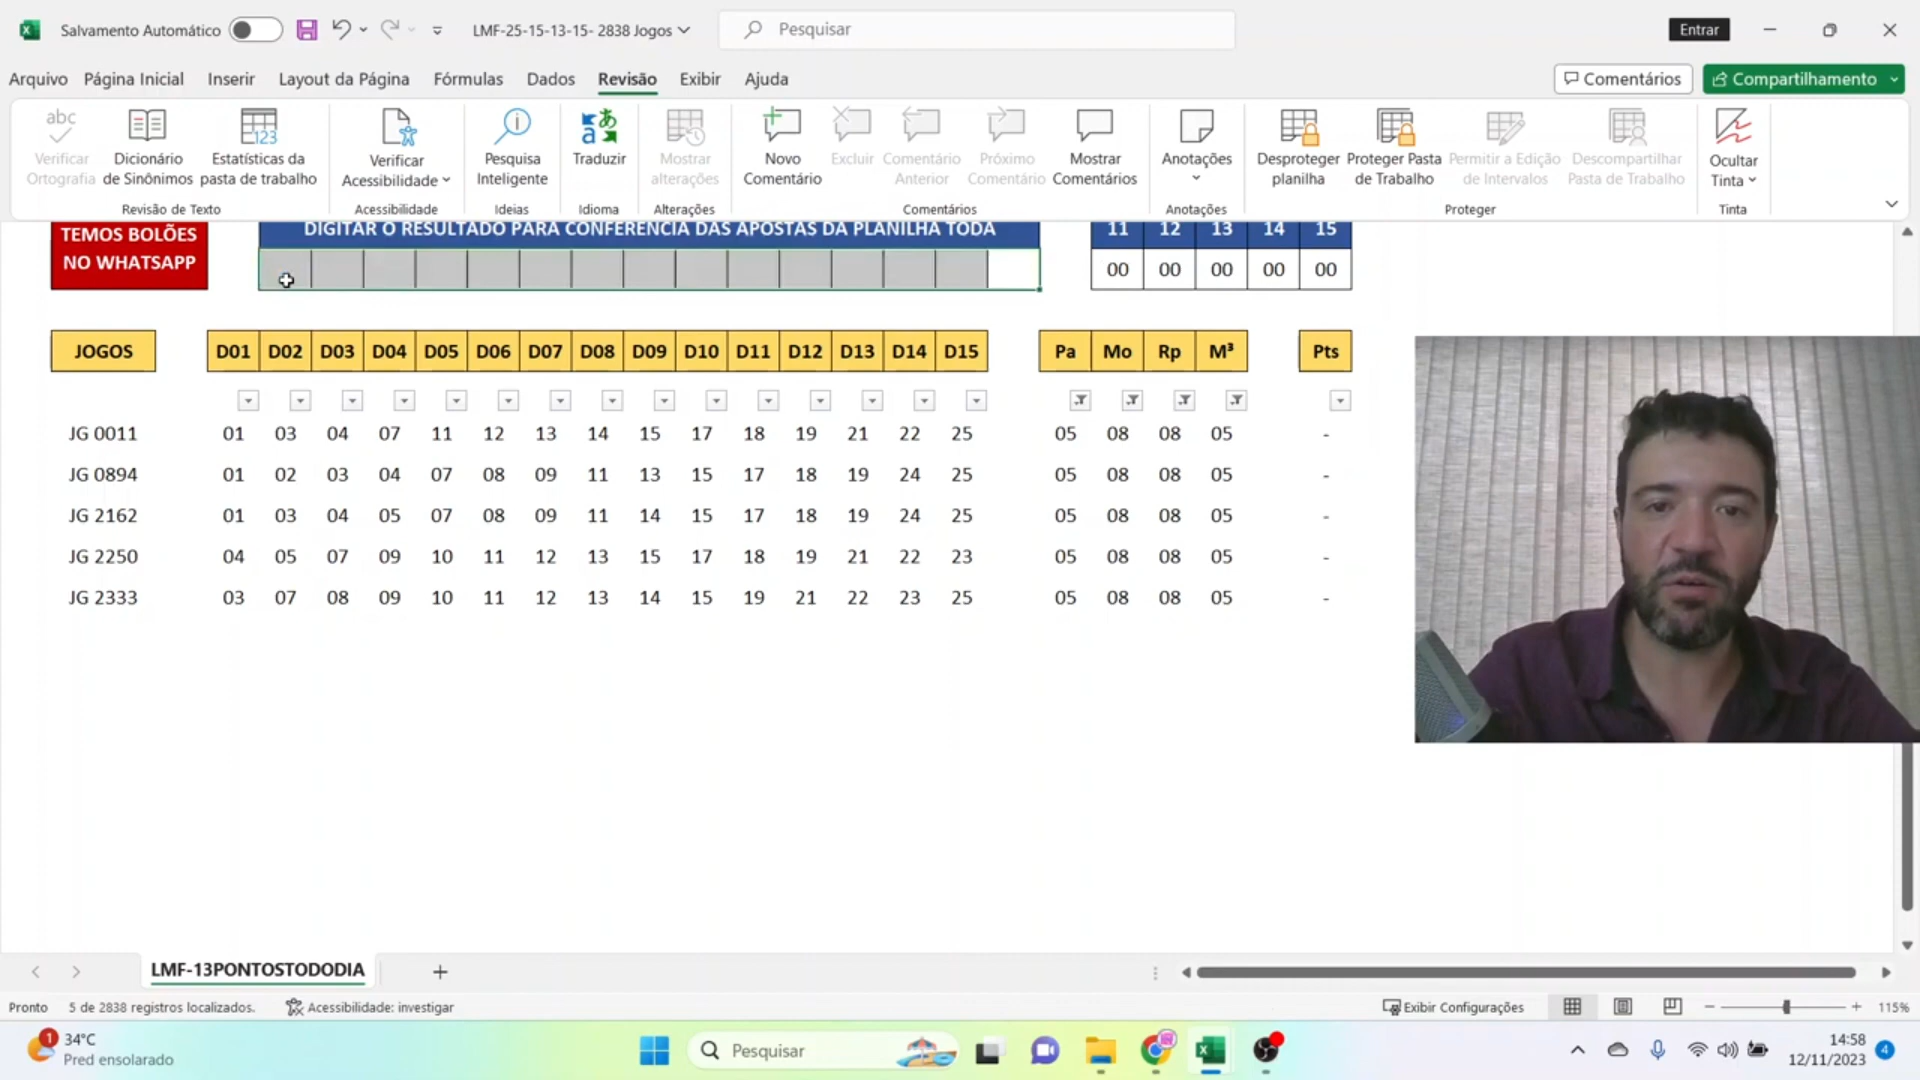 Salvamento Automático
LMF-25-15-13-15- 2838 Jogos
Pesquisar
Entrar
Arquivo Página Inicial Inserir Layout da Página Fórmulas Dados Revisão Exibir Ajuda
Comentários
Compartilhamento
abc
Verificar Ortografia
Dicionário de Sinônimos
123
Estatísticas da pasta de trabalho
Verificar Acessibilidade
Pesquisa Inteligente
Traduzir
Mostrar alterações
Novo Comentário
Excluir
Comentário Anterior
Próximo Comentário
Mostrar Comentários
Anotações
Desproteger planilha
Proteger Pasta de Trabalho
Permitir a Edição de Intervalos
Descompartilhar Pasta de Trabalho
Ocultar Tinta
Revisão de Texto Acessibilidade Ideias Idioma Alterações Comentários Anotações Proteger Tinta
TEMOS BOLÕES
NO WHATSAPP
DIGITAR O RESULTADO PARA CONFERENCIA DAS APOSTAS DA PLANILHA TODA
11 12 13 14 15
00 00 00 00 00
JOGOS D01 D02 D03 D04 D05 D06 D07 D08 D09 D10 D11 D12 D13 D14 D15 Pa Mo Rp M³ Pts
JG 0011 01 03 04 07 11 12 13 14 15 17 18 19 21 22 25 05 08 08 05 -
JG 0894 01 02 03 04 07 08 09 11 13 15 17 18 19 24 25 05 08 08 05 -
JG 2162 01 03 04 05 07 08 09 11 14 15 17 18 19 24 25 05 08 08 05 -
JG 2250 04 05 07 09 10 11 12 13 15 17 18 19 21 22 23 05 08 08 05 -
JG 2333 03 07 08 09 10 11 12 13 14 15 19 21 22 23 25 05 08 08 05 -
LMF-13PONTOSTODODIA
Pronto 5 de 2838 registros localizados. Acessibilidade: investigar Exibir Configurações 115%
1
34°C
Pred ensolarado
Pesquisar
14:58
12/11/2023
4